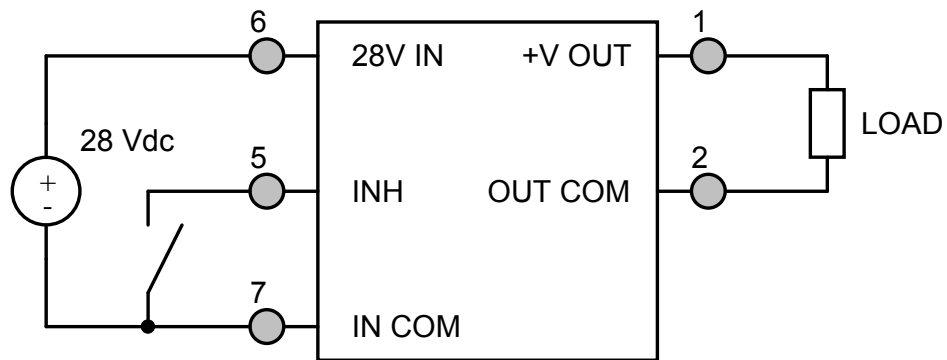 6
1
28V IN
+V OUT
28 Vdc
LOAD
5
2
+
-
INH
OUT COM
7
IN COM